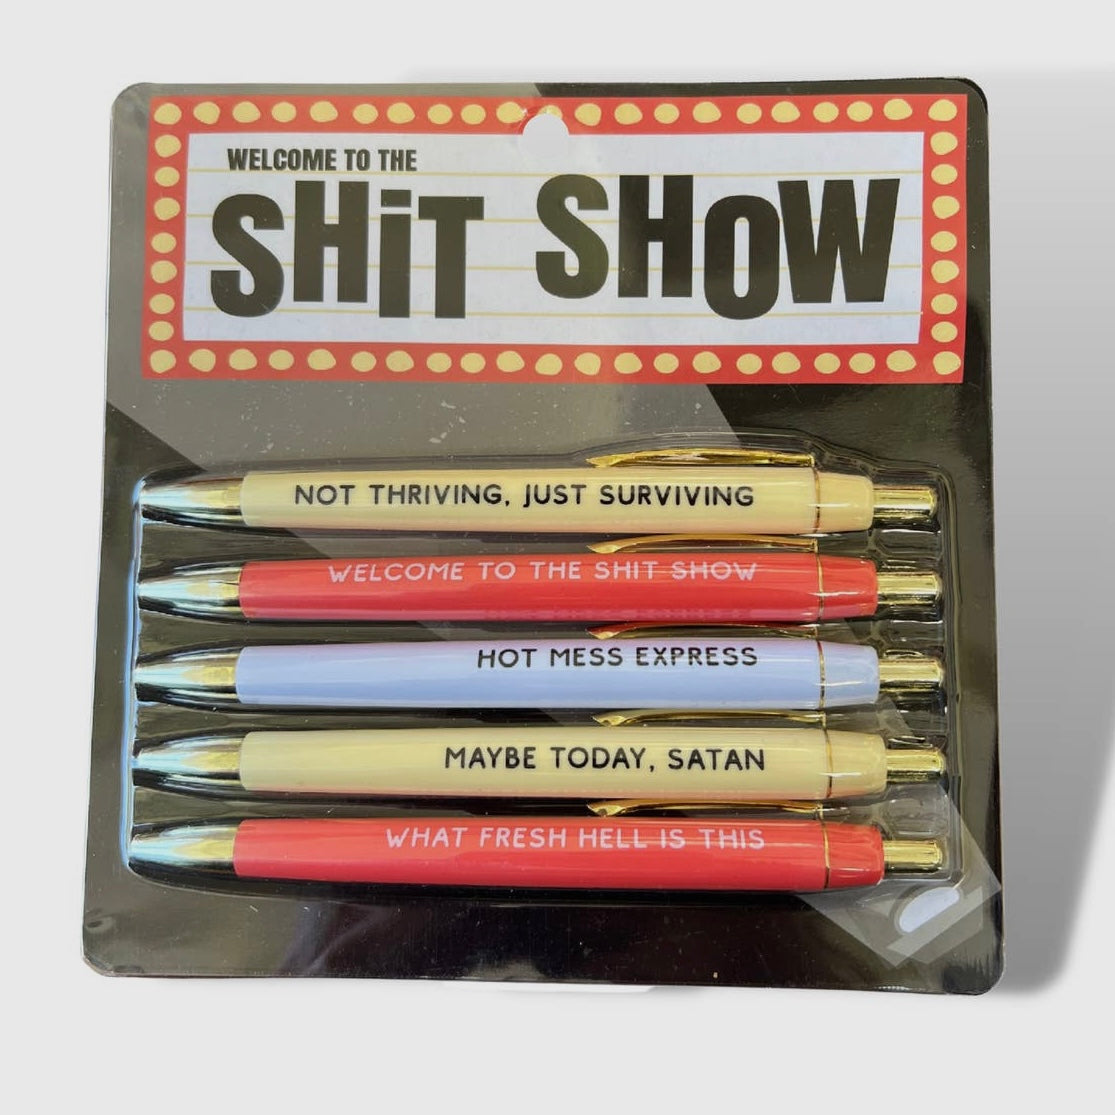 WELCOME TO THE
SHiT SHOW
NOT THRIVING, JUST SURVIVING
WELCOME TO THE SHIT SHOW
HOT MESS EXPRESS
MAYBE TODAY, SATAN
WHAT FRESH HELL IS THIS